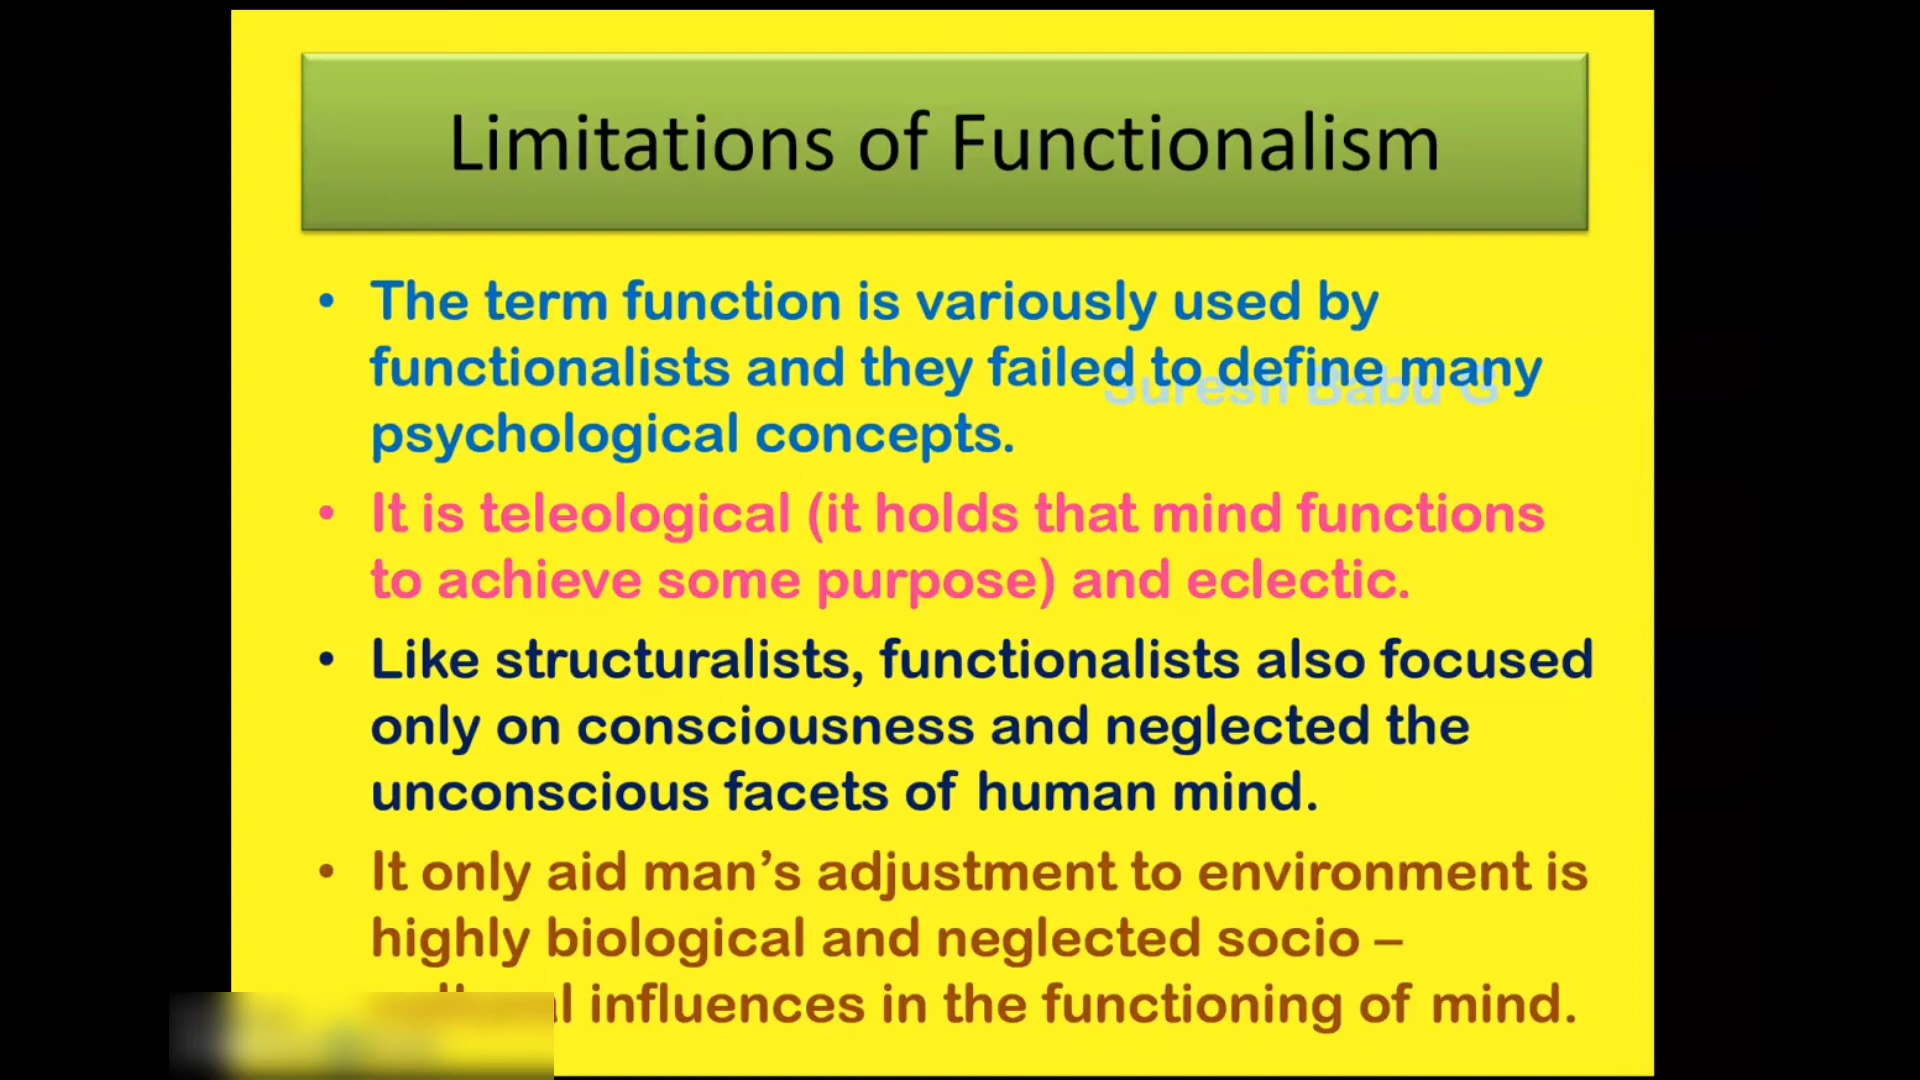 Limitations of Functionalism
• The term function is variously used by
functionalists and they failed to define many
Suresh Babu G
psychological concepts.
• It is teleological (it holds that mind functions
to achieve some purpose) and eclectic.
• Like structuralists, functionalists also focused
only on consciousness and neglected the
unconscious facets of human mind.
• It only aid man's adjustment to environment is
highly biological and neglected socio –
influences in the functioning of mind.